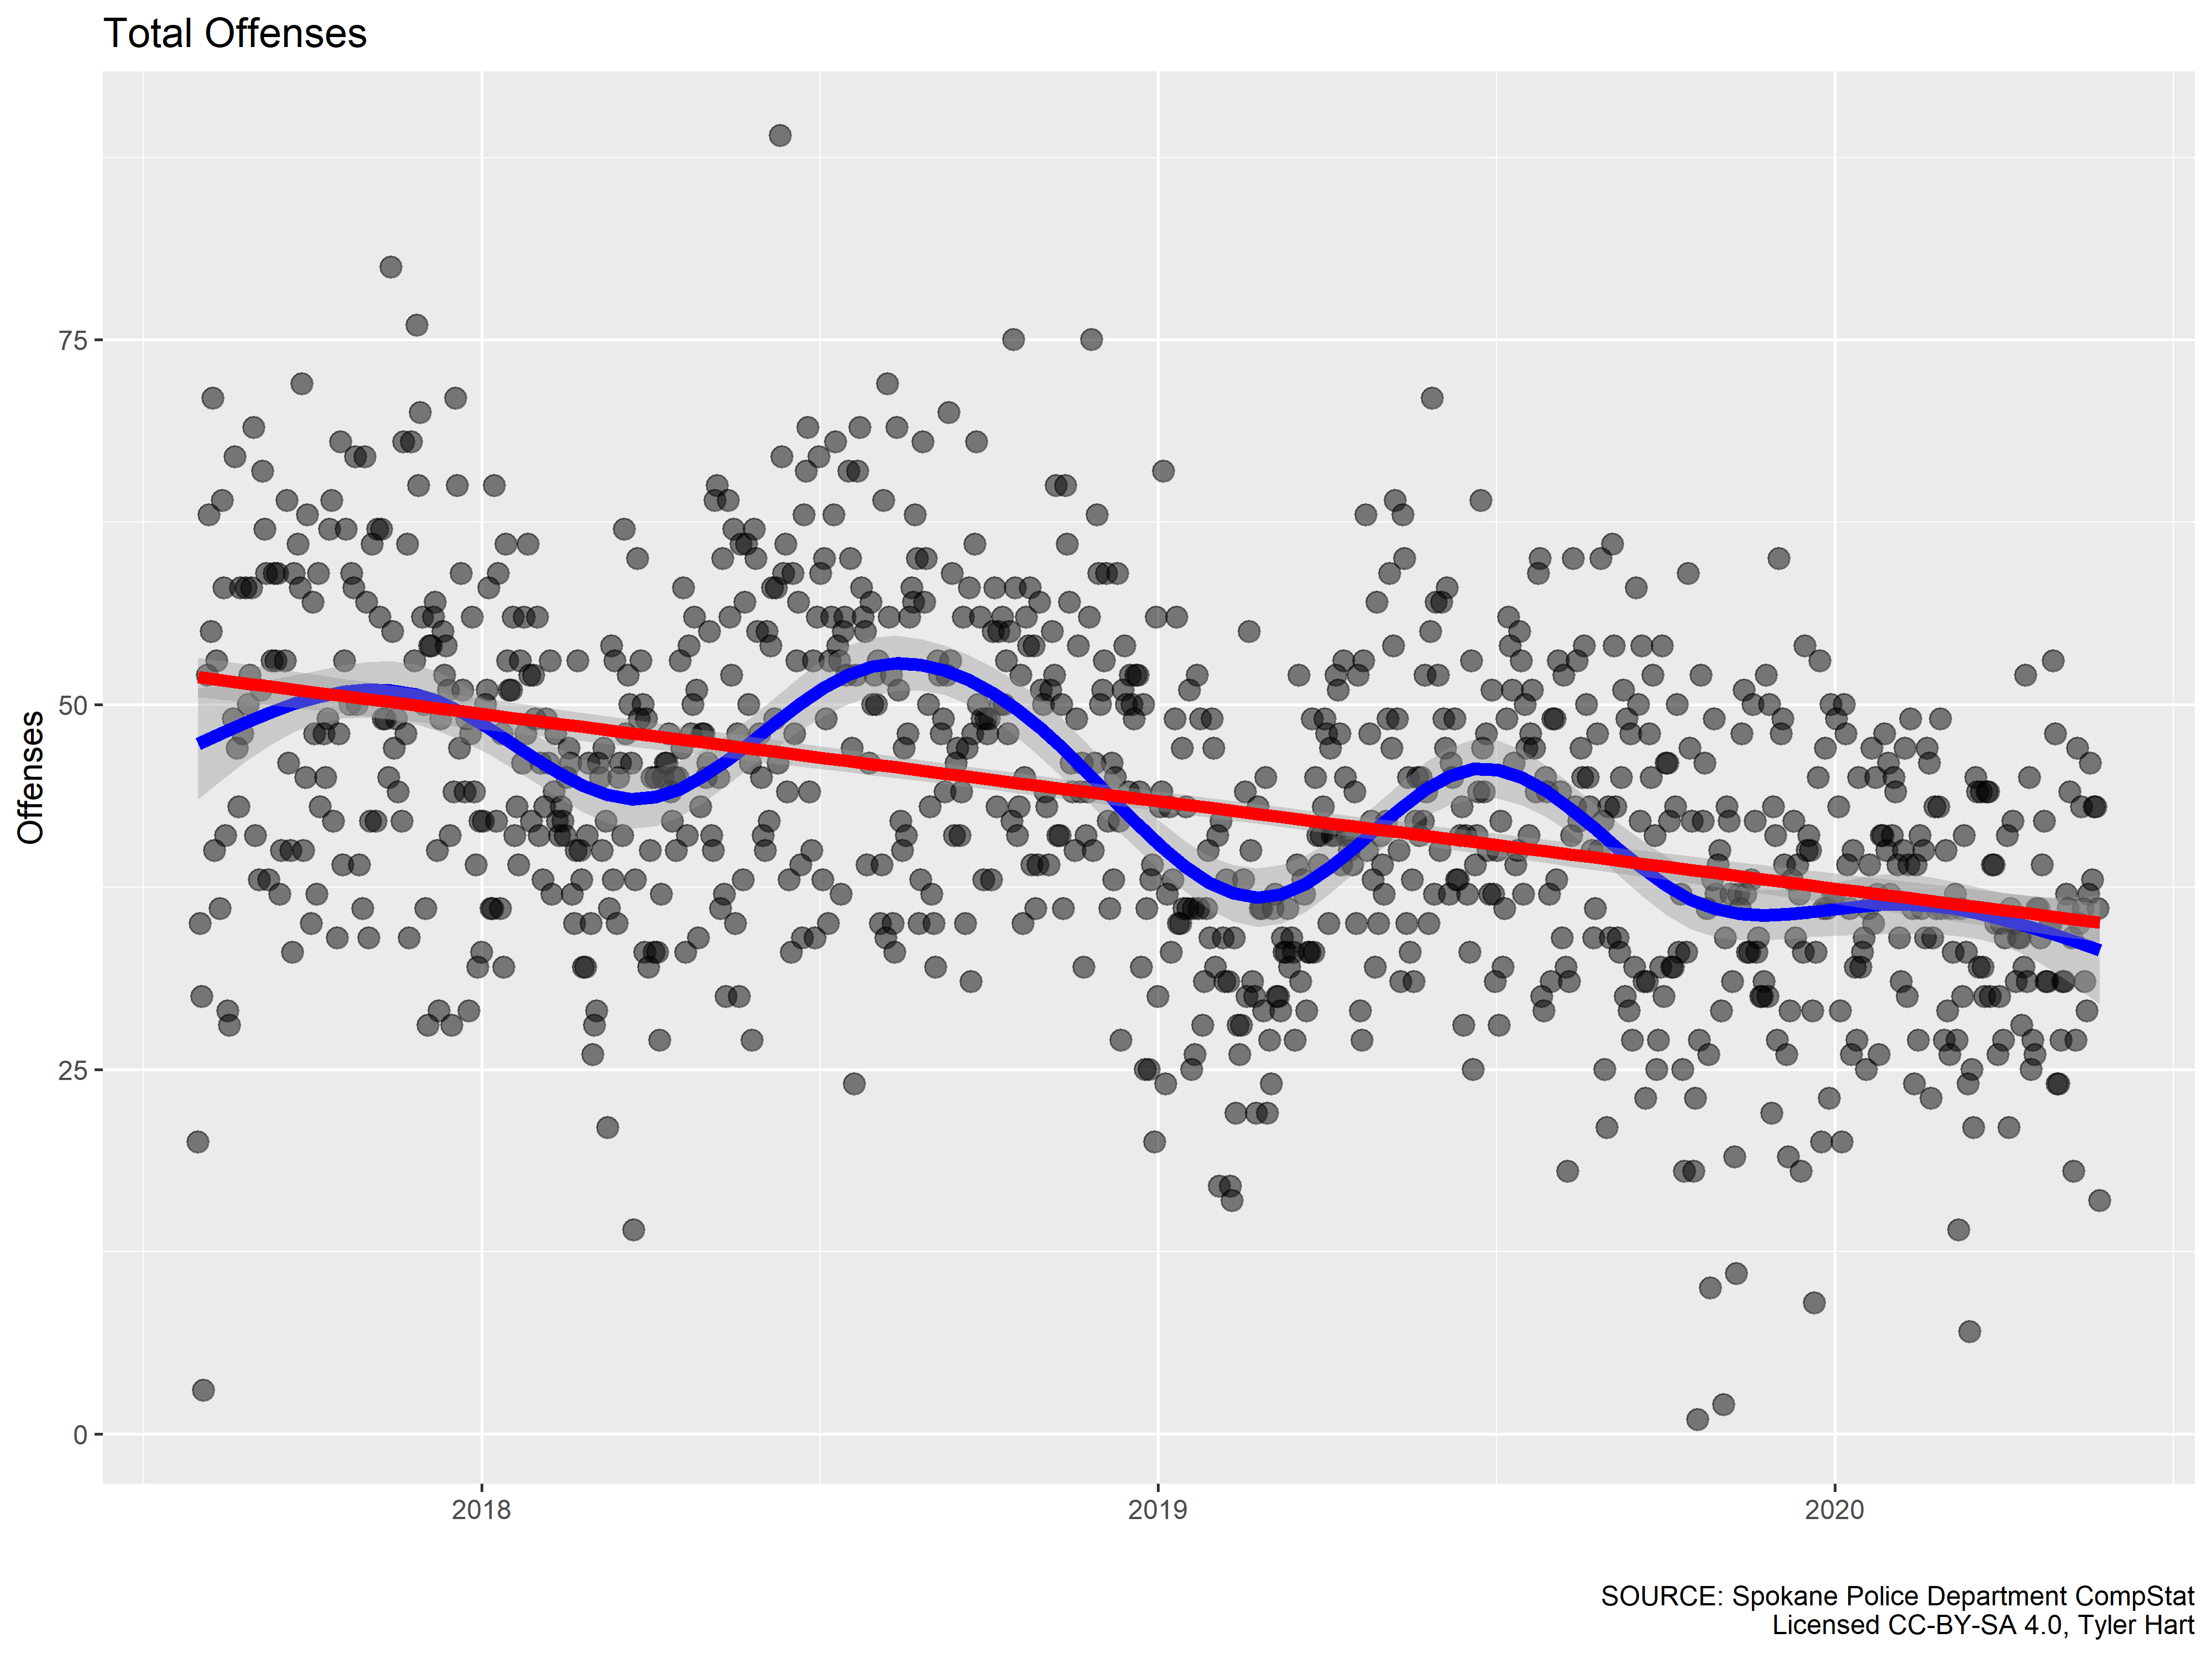 Total Offenses
Offenses
75
50
25
0
2018
2019
2020
SOURCE: Spokane Police Department CompStat
Licensed CC-BY-SA 4.0, Tyler Hart